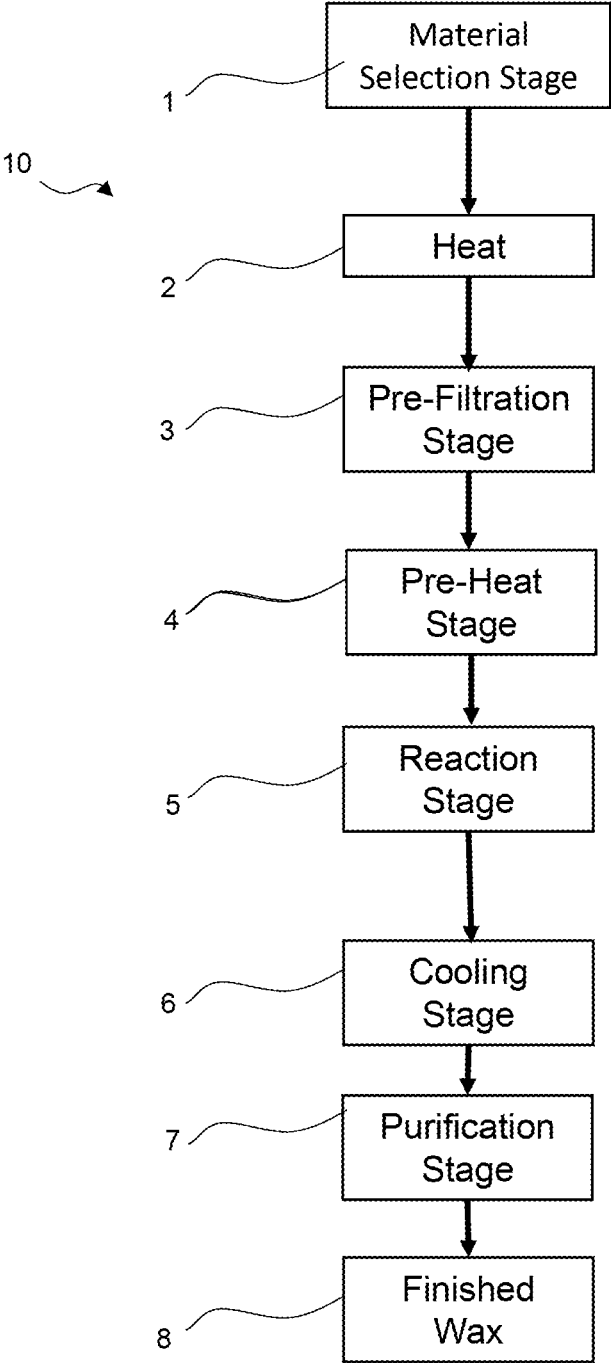 Material
Selection Stage
1
10
Heat
2
Pre-Filtration
Stage
3
Pre-Heat
Stage
4
Reaction
Stage
5
Cooling
Stage
6
Purification
Stage
7
Finished
Wax
8